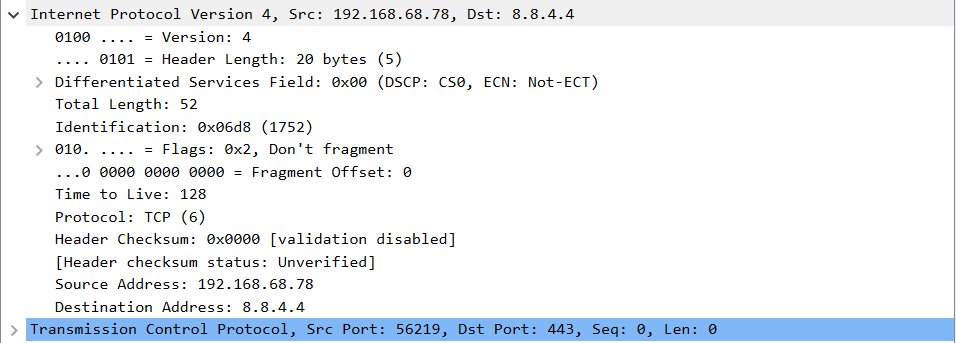 Internet Protocol Version 4, Src: 192.168.68.78, Dst: 8.8.4.4
0100 .... = Version: 4
.... 0101 = Header Length: 20 bytes (5)
Differentiated Services Field: 0x00 (DSCP: CS0, ECN: Not-ECT)
Total Length: 52
Identification: 0x06d8 (1752)
010. .... = Flags: 0x2, Don't fragment
...0 0000 0000 0000 = Fragment Offset: 0
Time to Live: 128
Protocol: TCP (6)
Header Checksum: 0x0000 [validation disabled]
[Header checksum status: Unverified]
Source Address: 192.168.68.78
Destination Address: 8.8.4.4
Transmission Control Protocol, Src Port: 56219, Dst Port: 443, Seq: 0, Len: 0